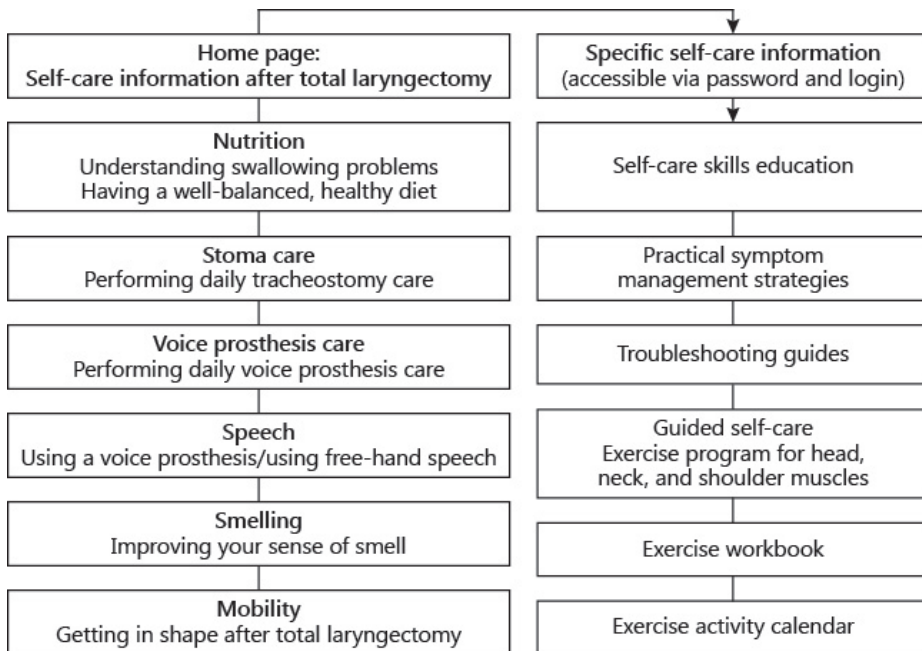 Home page:
Self-care information after total laryngectomy
Nutrition
Understanding swallowing problems
Having a well-balanced, healthy diet
Stoma care
Performing daily tracheostomy care
Voice prosthesis care
Performing daily voice prosthesis care
Speech
Using a voice prosthesis/using free-hand speech
Smelling
Improving your sense of smell
Mobility
Getting in shape after total laryngectomy
Specific self-care information
(accessible via password and login)
Self-care skills education
Practical symptom
management strategies
Troubleshooting guides
Guided self-care
Exercise program for head,
neck, and shoulder muscles
Exercise workbook
Exercise activity calendar